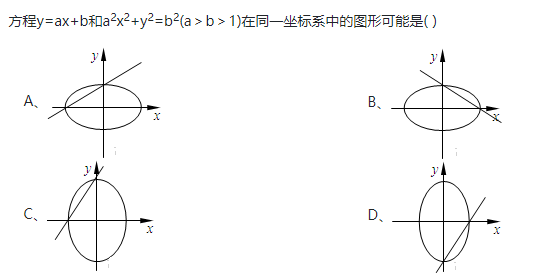 方程y=ax+b和a²x²+y²=b²(a＞b＞1)在同一坐标系中的图形可能是( )
A、 y x
B、 y x
C、 y x
D、 y x